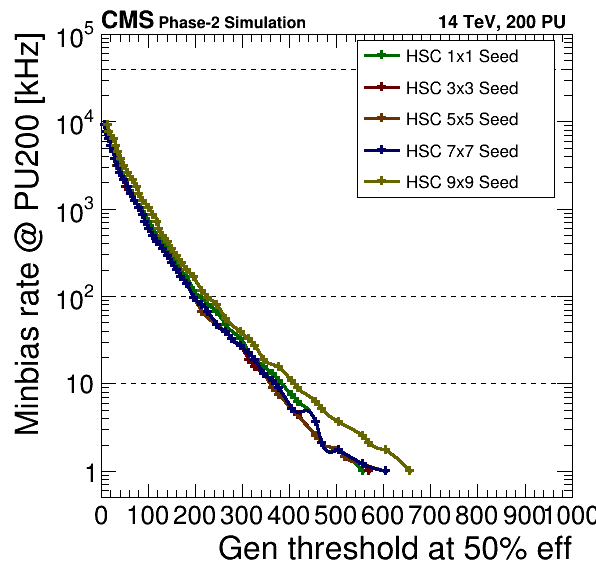 CMS Phase-2 Simulation 14 TeV, 200 PU
Minbias rate @ PU200 [kHz]
10^5
10^4
10^3
10^2
10
1
HSC 1x1 Seed
HSC 3x3 Seed
HSC 5x5 Seed
HSC 7x7 Seed
HSC 9x9 Seed
0 100 200 300 400 500 600 700 800 900 1000
Gen threshold at 50% eff